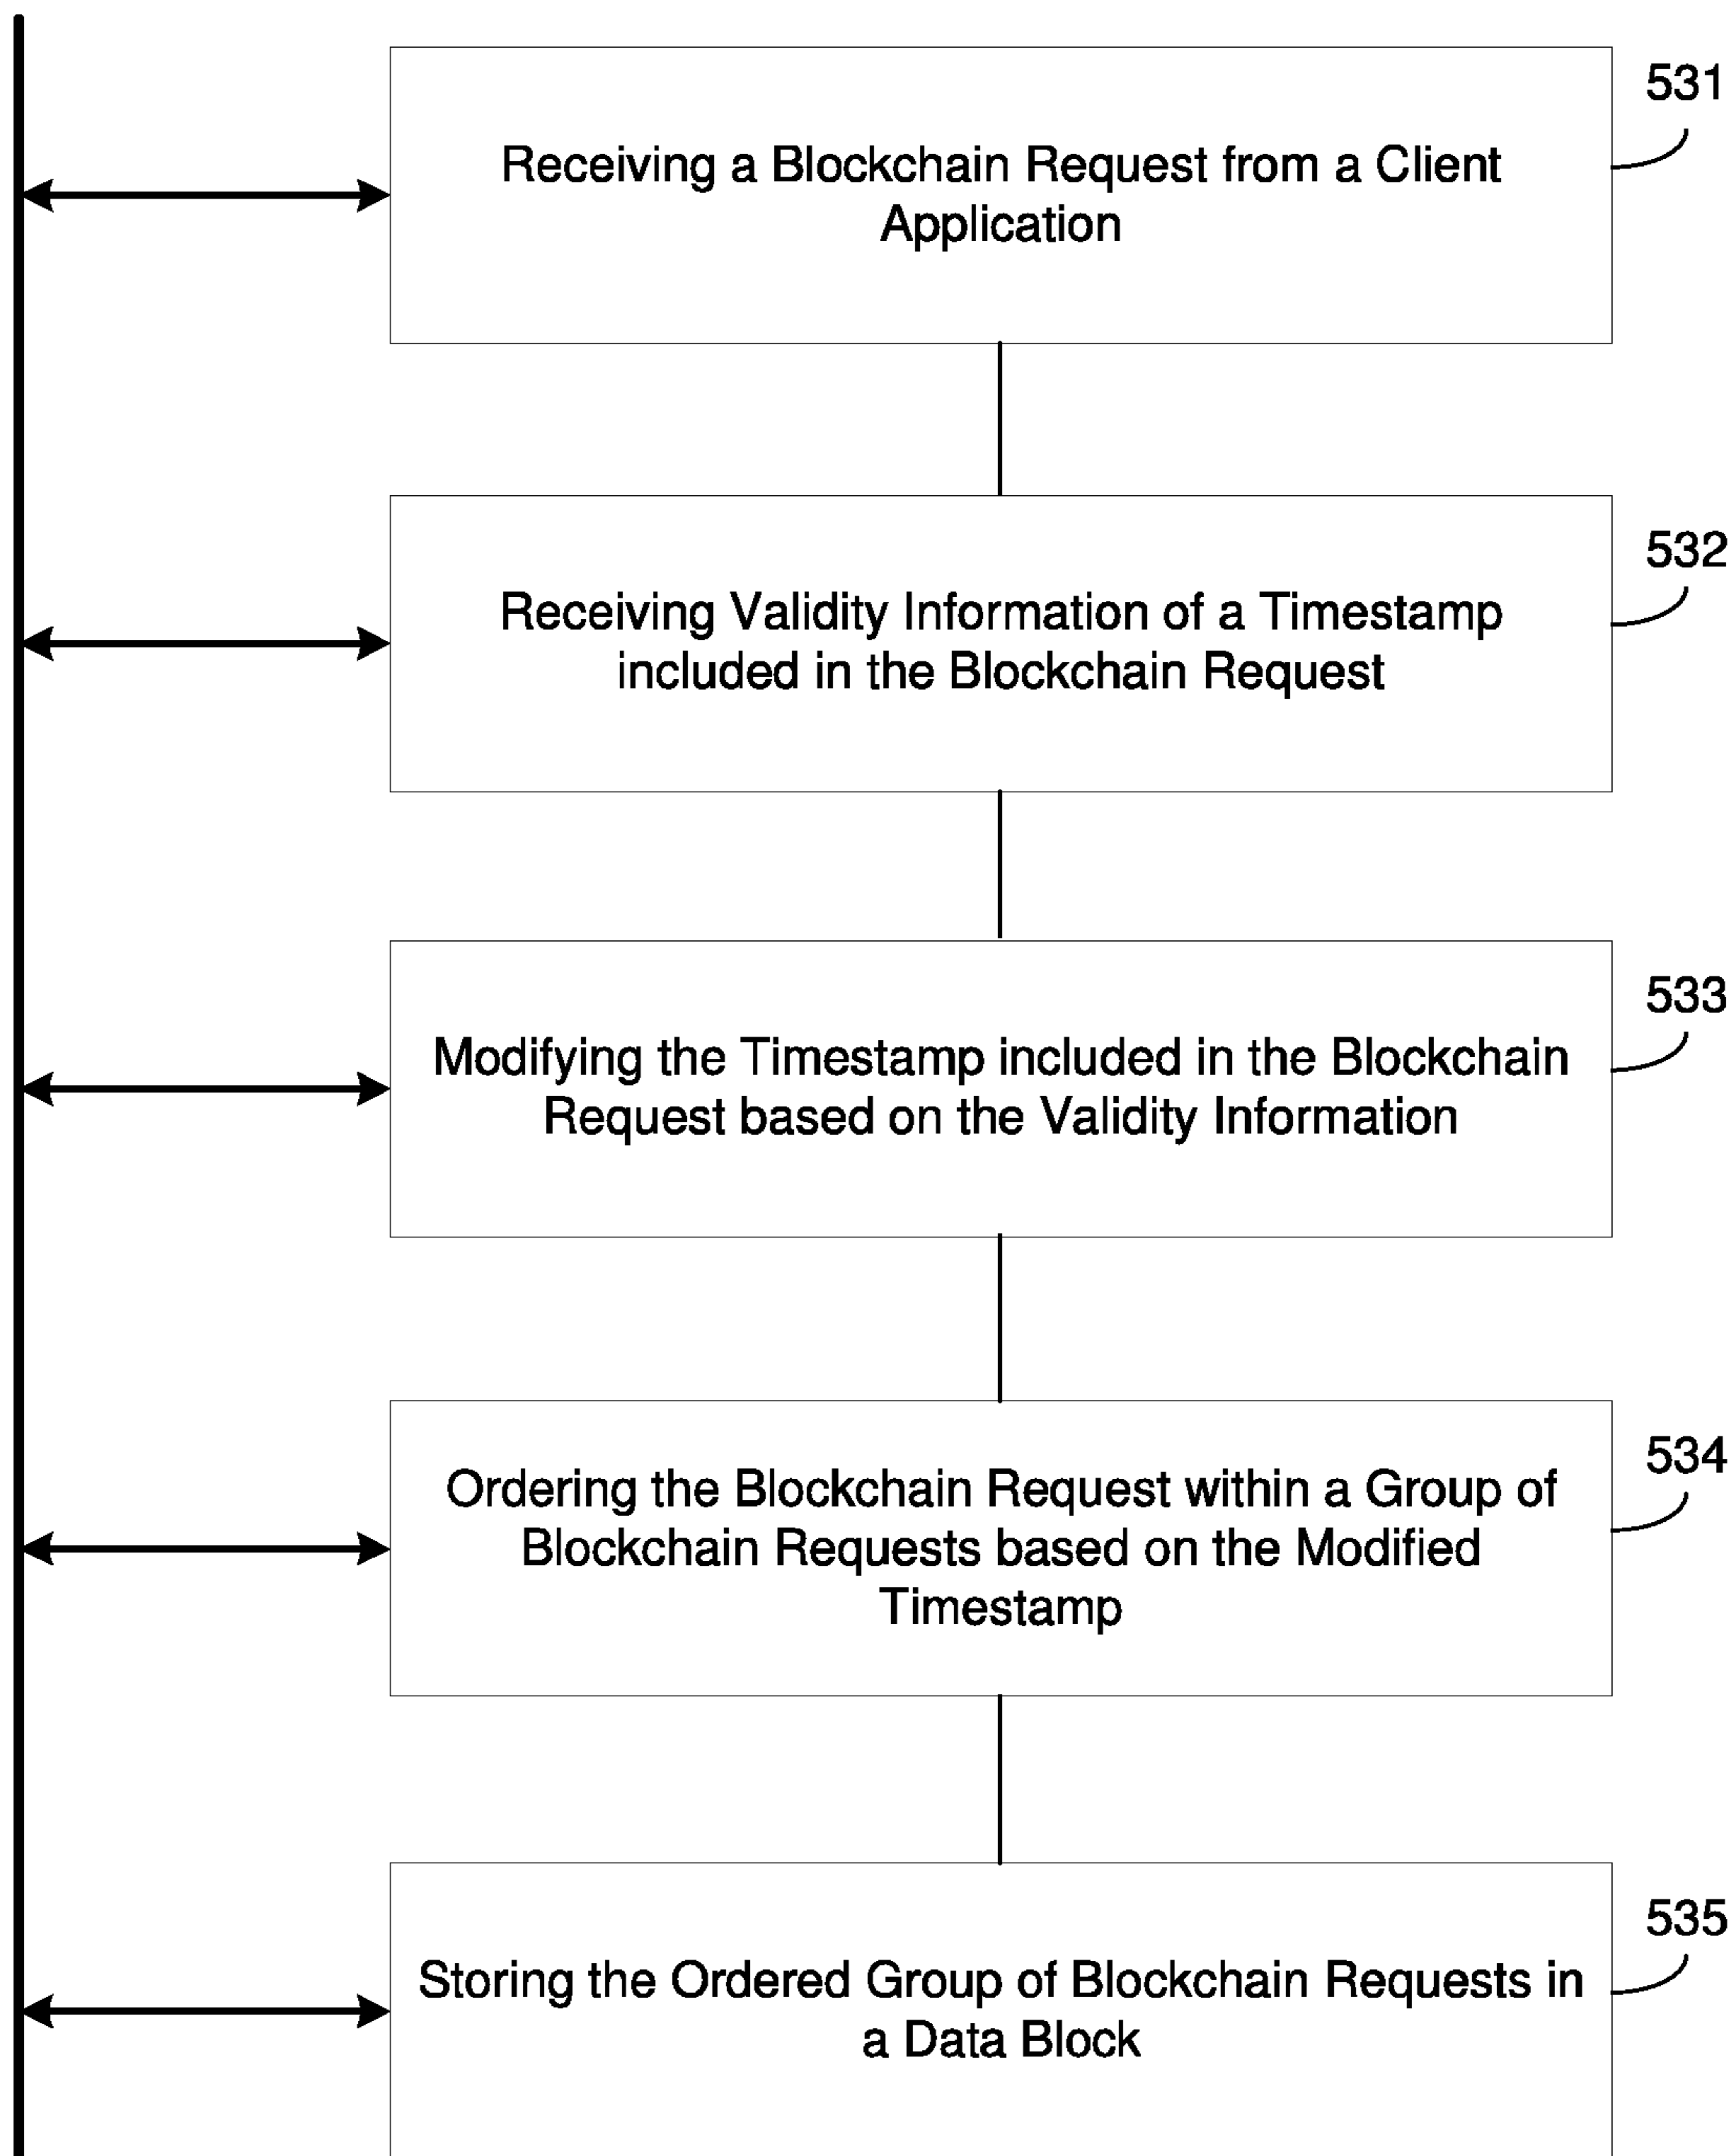 531
Receiving a Blockchain Request from a Client
Application
532
Receiving Validity Information of a Timestamp
included in the Blockchain Request
533
Modifying the Timestamp included in the Blockchain
Request based on the Validity Information
534
Ordering the Blockchain Request within a Group of
Blockchain Requests based on the Modified
Timestamp
535
Storing the Ordered Group of Blockchain Requests in
a Data Block